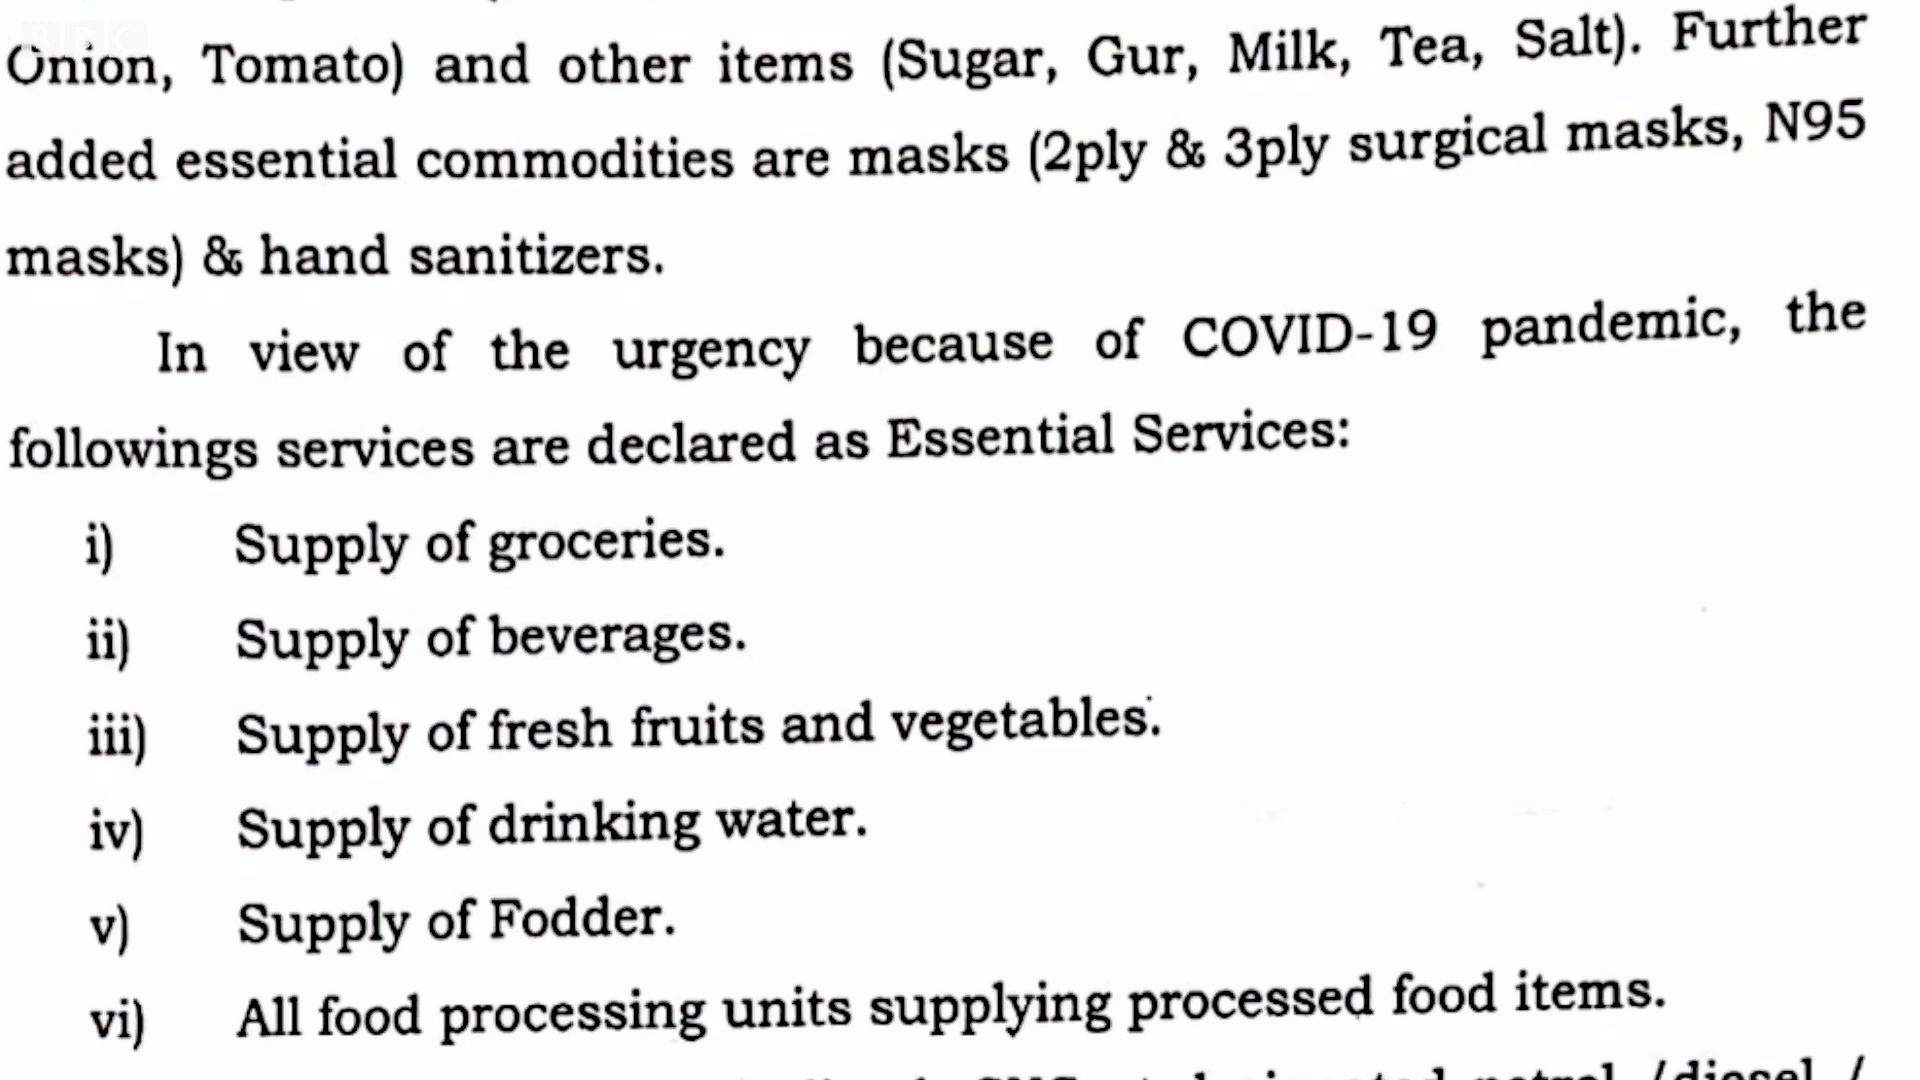 BBC
Onion, Tomato) and other items (Sugar, Gur, Milk, Tea, Salt). Further
added essential commodities are masks (2ply & 3ply surgical masks, N95
masks) & hand sanitizers.
In view of the urgency because of COVID-19 pandemic, the
followings services are declared as Essential Services:
i) Supply of groceries.
ii) Supply of beverages.
iii) Supply of fresh fruits and vegetables.
iv) Supply of drinking water.
v) Supply of Fodder.
vi) All food processing units supplying processed food items.
petrol /diesel /